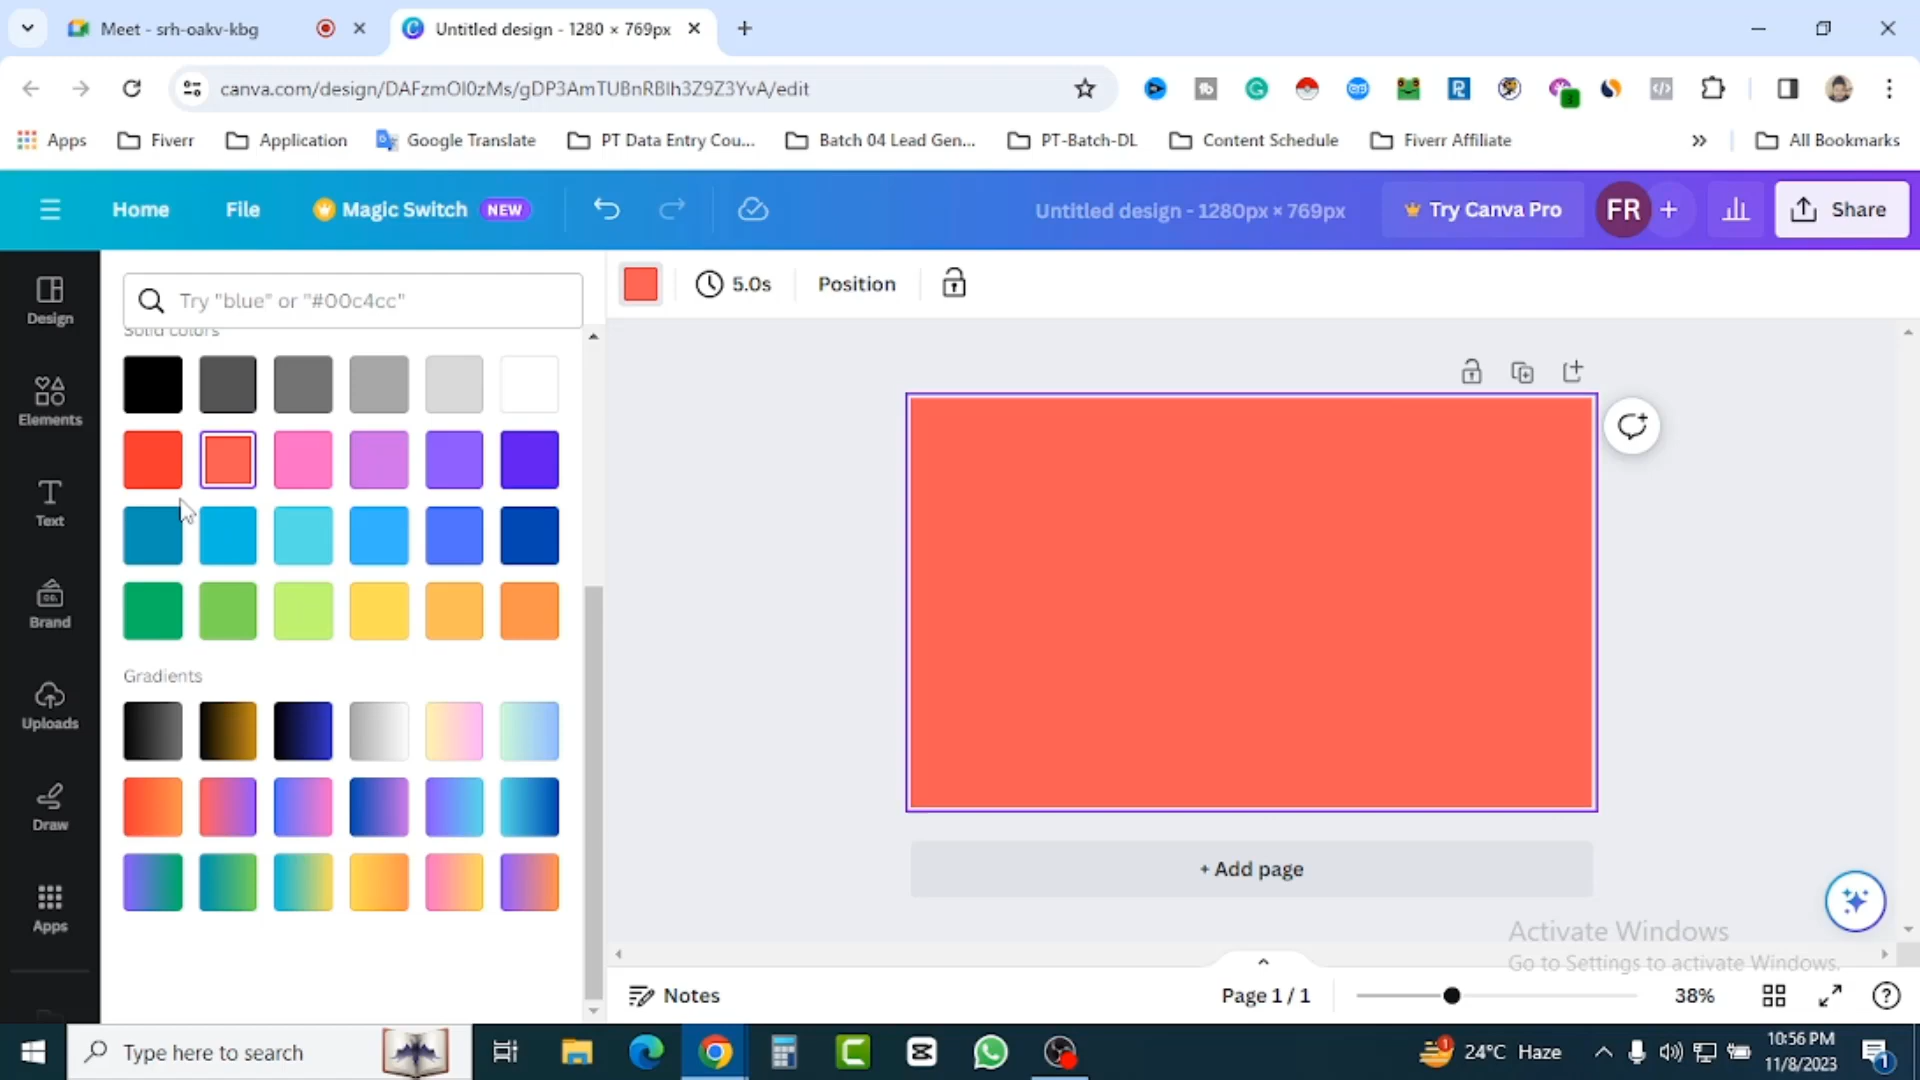 Meet - srh-oakv-kbg
Untitled design - 1280 × 769px
canva.com/design/DAFzmOl0zMs/gDP3AmTUBnRBlh3Z9Z3YvA/edit
Apps
Fiverr
Application
Google Translate
PT Data Entry Cou...
Batch 04 Lead Gen...
PT-Batch-DL
Content Schedule
Fiverr Affiliate
»
All Bookmarks
Home
File
Magic Switch
NEW
Untitled design - 1280px × 769px
Try Canva Pro
FR
+
Share
Design
Elements
Text
Brand
Uploads
Draw
Apps
Try "blue" or "#00c4cc"
Solid colors
Gradients
5.0s
Position
+ Add page
Activate Windows
Go to Settings to activate Windows.
Notes
Page 1 / 1
38%
Type here to search
24°C Haze
10:56 PM
11/8/2023